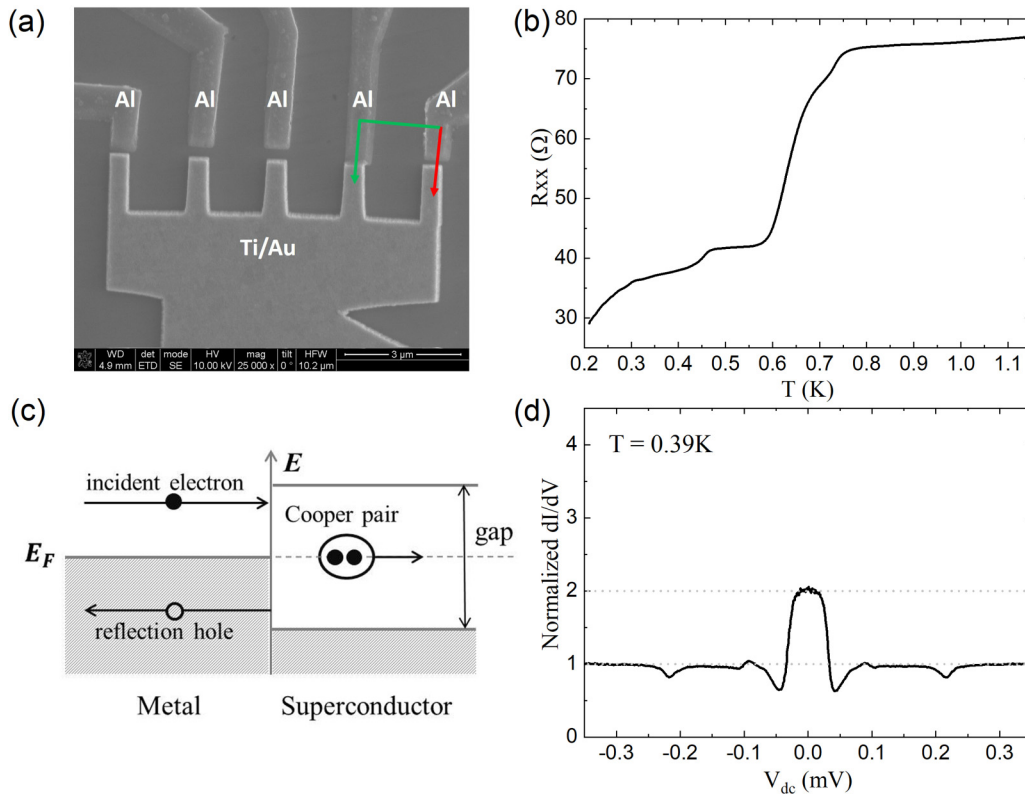 (a)
Al Al Al Al Al
Ti/Au
WD det mode HV mag tilt HFW
4.9 mm ETD SE 10.00 kV 25 000 x 0° 10.2 µm
3 µm
(b)
80
70
60
50
40
30
Rxx (Ω)
0.2 0.3 0.4 0.5 0.6 0.7 0.8 0.9 1.0 1.1
T (K)
(c)
E
incident electron
Cooper pair
gap
E_F
reflection hole
Metal Superconductor
(d)
T = 0.39K
4
3
2
1
0
Normalized dI/dV
-0.3 -0.2 -0.1 0.0 0.1 0.2 0.3
V_dc (mV)